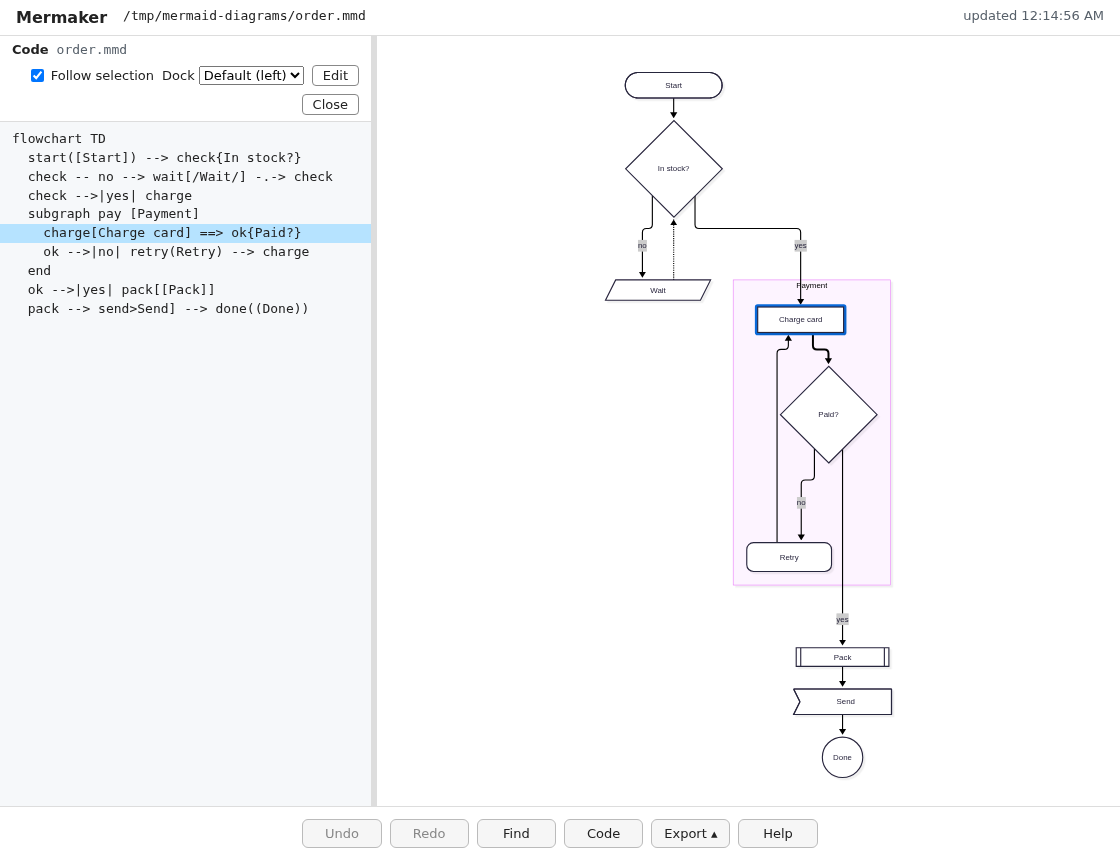 Mermaker /tmp/mermaid-diagrams/order.mmd updated 12:14:56 AM
Code order.mmd
Follow selection Dock Default (left) Edit
Close
flowchart TD
start([Start]) --> check{In stock?}
check -- no --> wait[/Wait/] -.-> check
check -->|yes| charge
subgraph pay [Payment]
charge[Charge card] ==> ok{Paid?}
ok -->|no| retry(Retry) --> charge
end
ok -->|yes| pack[[Pack]]
pack --> send>Send] --> done((Done))
Start
In stock?
no yes
Wait
Payment
Charge card
Paid?
no
Retry
yes
Pack
Send
Done
Undo Redo Find Code Export ▴ Help